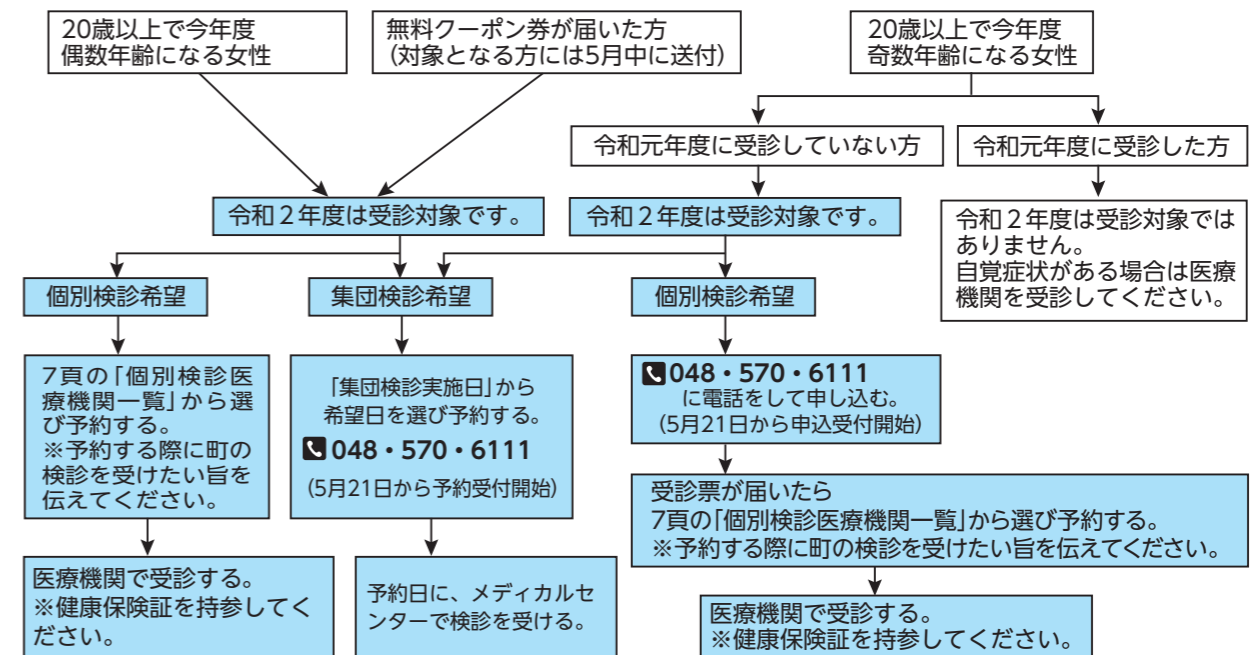 20歳以上で今年度
偶数年齢になる女性
無料クーポン券が届いた方
(対象となる方には5月中に送付)
20歳以上で今年度
奇数年齢になる女性
令和元年度に受診していない方
令和元年度に受診した方
令和２年度は受診対象です。
令和２年度は受診対象です。
令和２年度は受診対象では
ありません。
自覚症状がある場合は医療
機関を受診してください。
個別検診希望
集団検診希望
個別検診希望
7頁の「個別検診医
療機関一覧」から選
び予約する。
※予約する際に町の
検診を受けたい旨を
伝えてください。
「集団検診実施日」から
希望日を選び予約する。
048・570・6111
(5月21日から予約受付開始)
048・570・6111
に電話をして申し込む。
(5月21日から申込受付開始)
受診票が届いたら
7頁の「個別検診医療機関一覧」から選び予約する。
※予約する際に町の検診を受けたい旨を伝えてください。
医療機関で受診する。
※健康保険証を持参してく
ださい。
予約日に、メディカルセ
ンターで検診を受ける。
医療機関で受診する。
※健康保険証を持参してください。